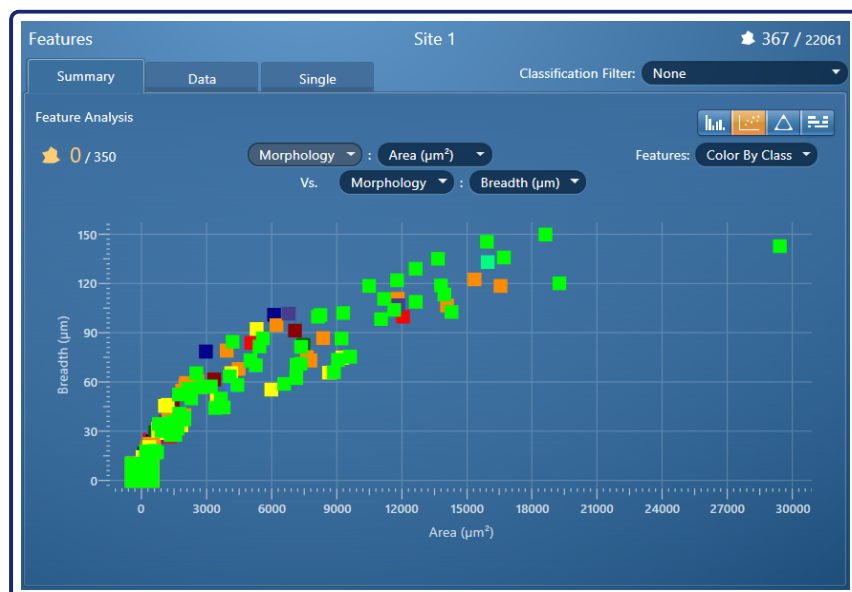 Features Site 1 367 / 22061
Summary Data Single Classification Filter: None
Feature Analysis
0 / 350 Morphology : Area (µm²) Features: Color By Class
Vs. Morphology : Breadth (µm)
150
120
90
60
30
0
Breadth (µm)
0 3000 6000 9000 12000 15000 18000 21000 24000 27000 30000
Area (µm²)